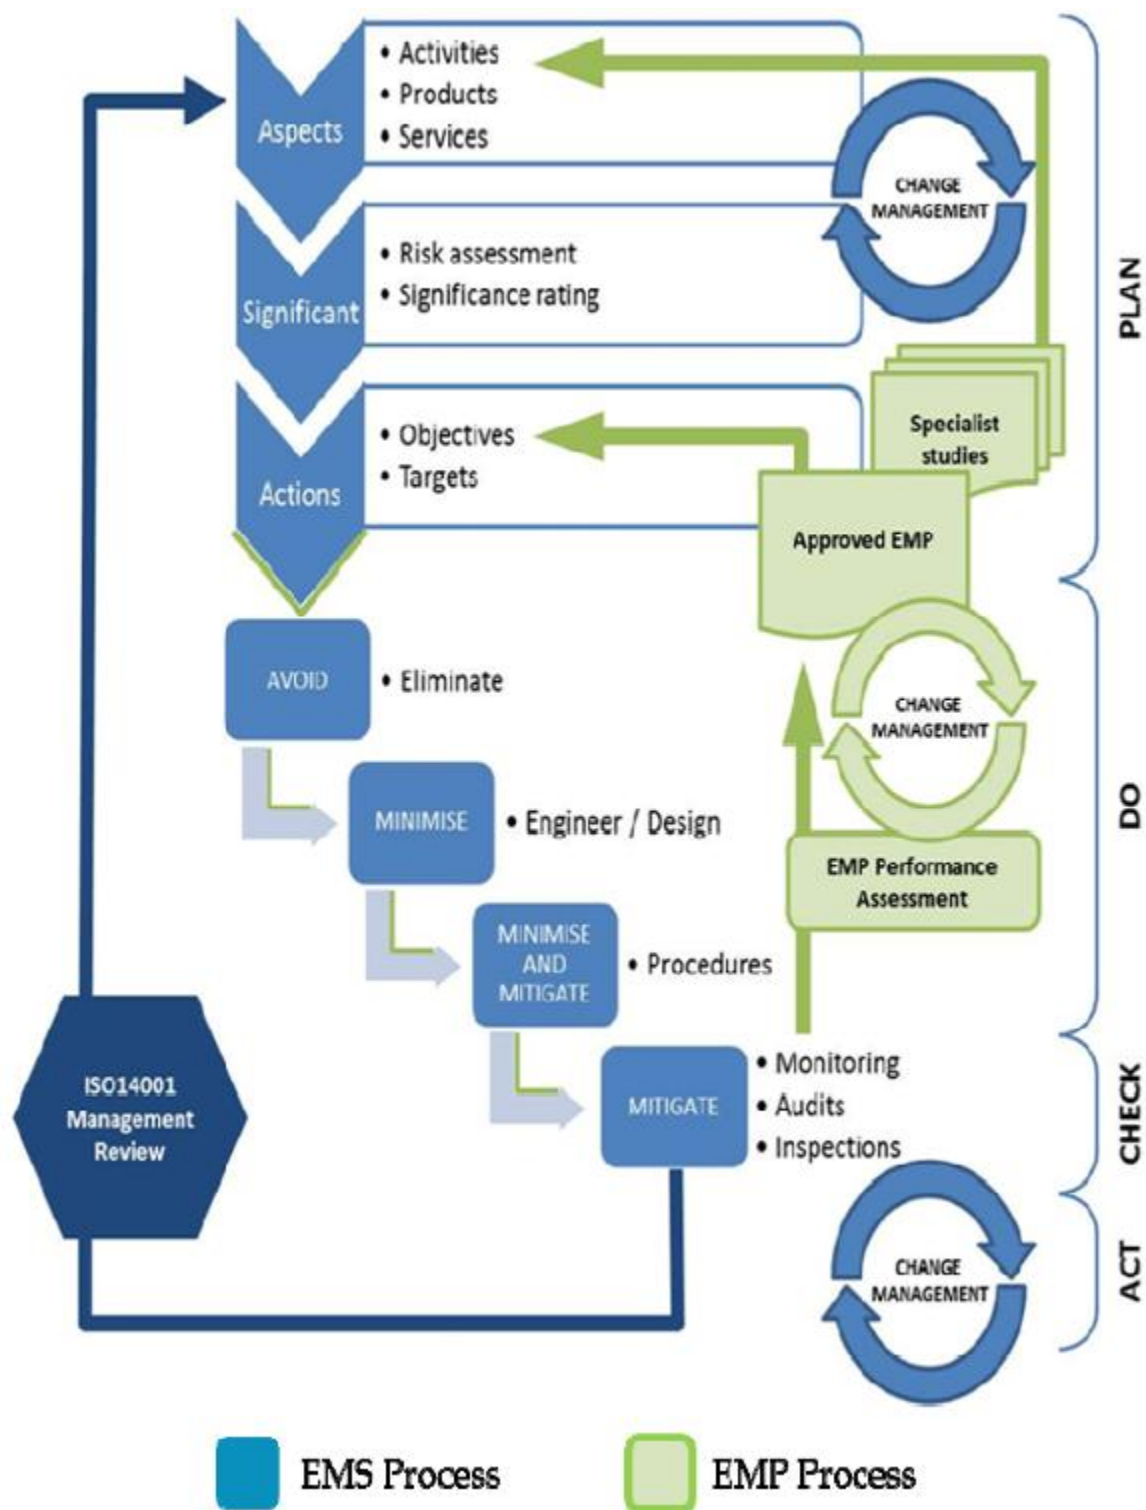 Aspects
• Activities
• Products
• Services
CHANGE
MANAGEMENT
Significant
• Risk assessment
• Significance rating
PLAN
Actions
• Objectives
• Targets
Specialist
studies
Approved EMP
AVOID
• Eliminate
CHANGE
MANAGEMENT
MINIMISE
• Engineer / Design
DO
EMP Performance
Assessment
MINIMISE
AND
MITIGATE
• Procedures
ISO14001
Management
Review
MITIGATE
• Monitoring
• Audits
• Inspections
CHECK
CHANGE
MANAGEMENT
ACT
EMS Process
EMP Process